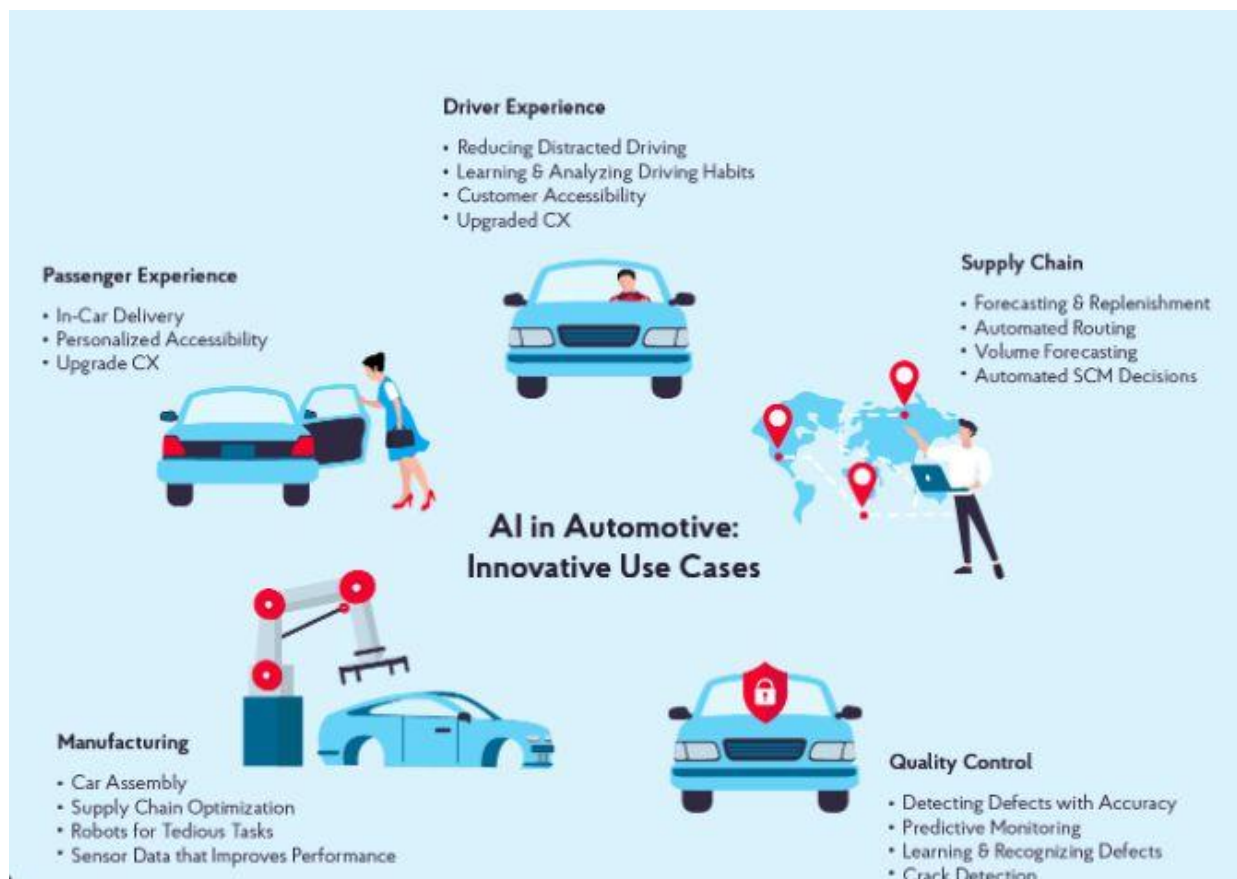 Driver Experience
• Reducing Distracted Driving
• Learning & Analyzing Driving Habits
• Customer Accessibility
• Upgraded CX
Passenger Experience
• In-Car Delivery
• Personalized Accessibility
• Upgrade CX
Supply Chain
• Forecasting & Replenishment
• Automated Routing
• Volume Forecasting
• Automated SCM Decisions
AI in Automotive:
Innovative Use Cases
Manufacturing
• Car Assembly
• Supply Chain Optimization
• Robots for Tedious Tasks
• Sensor Data that Improves Performance
Quality Control
• Detecting Defects with Accuracy
• Predictive Monitoring
• Learning & Recognizing Defects
• Crack Detection